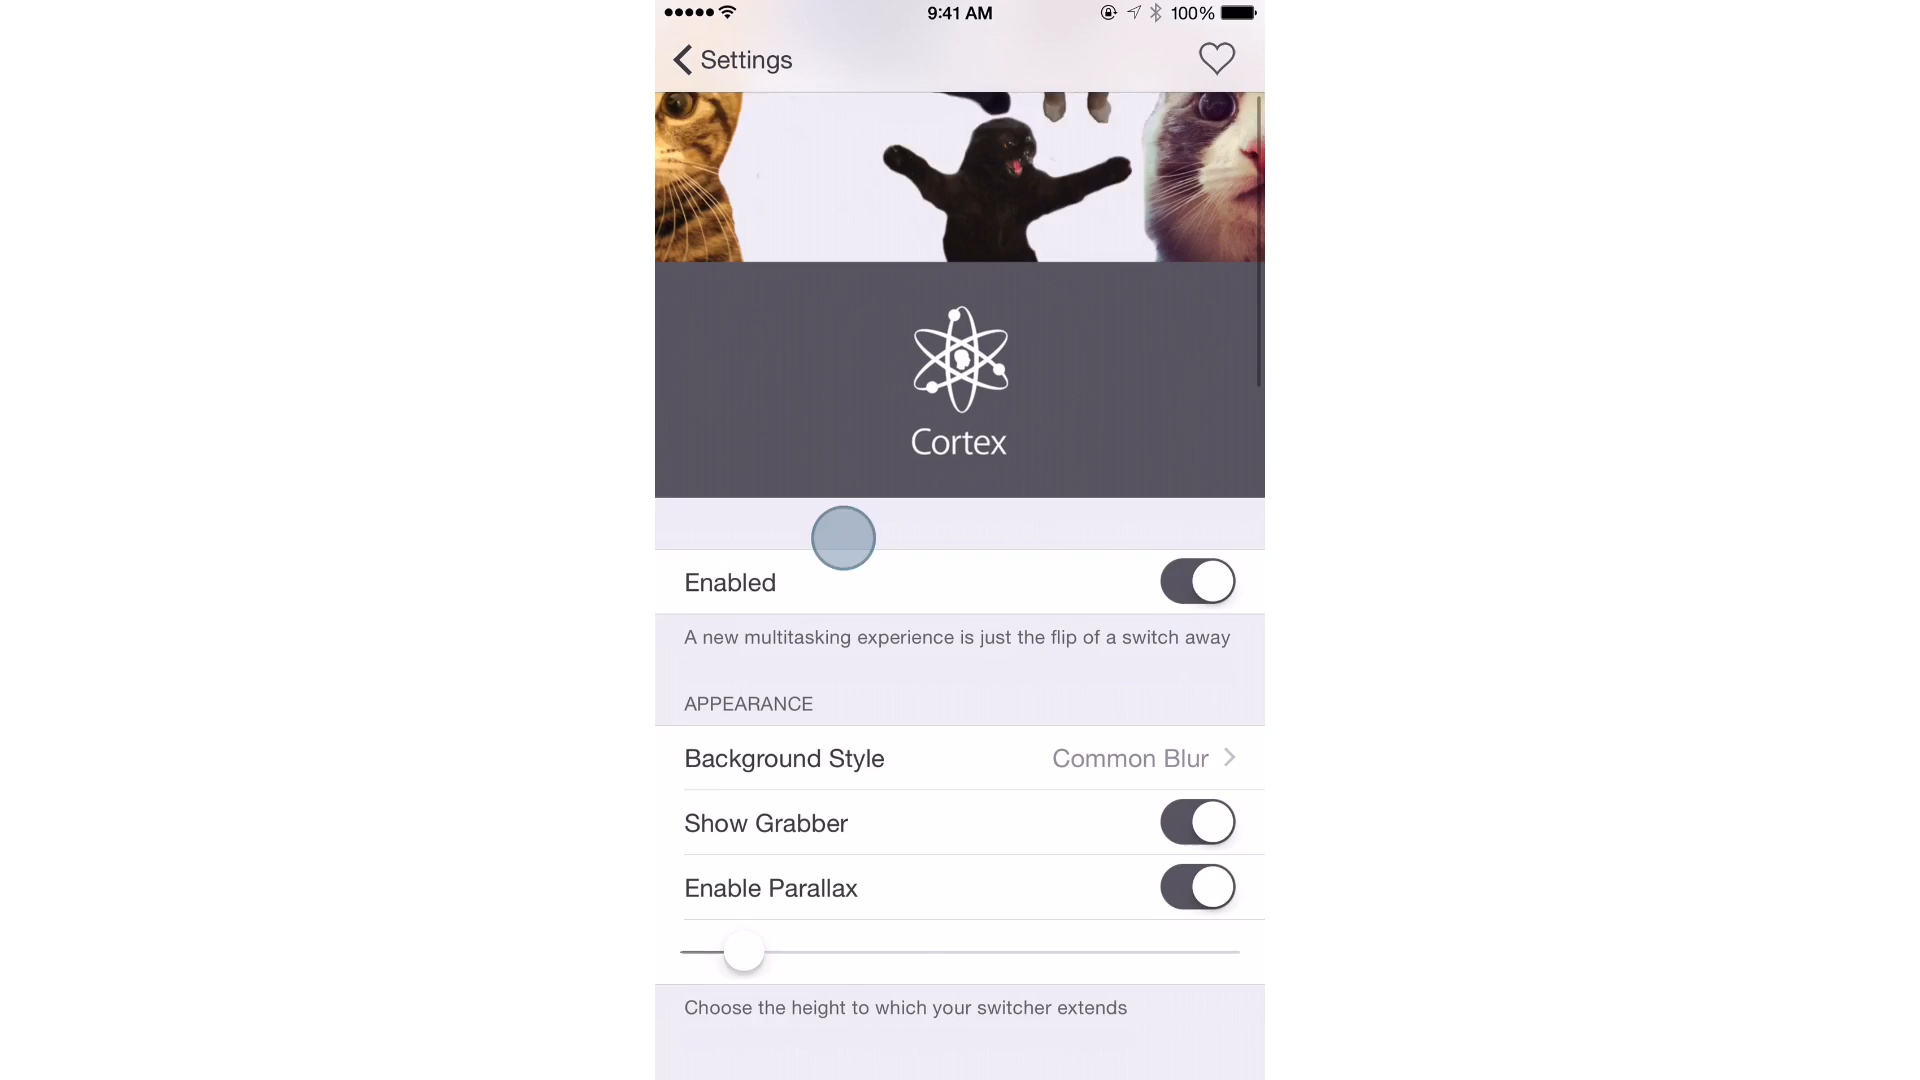 9:41 AM
100%
Settings
Cortex
Enabled
A new multitasking experience is just the flip of a switch away
APPEARANCE
Background Style
Common Blur
Show Grabber
Enable Parallax
Choose the height to which your switcher extends